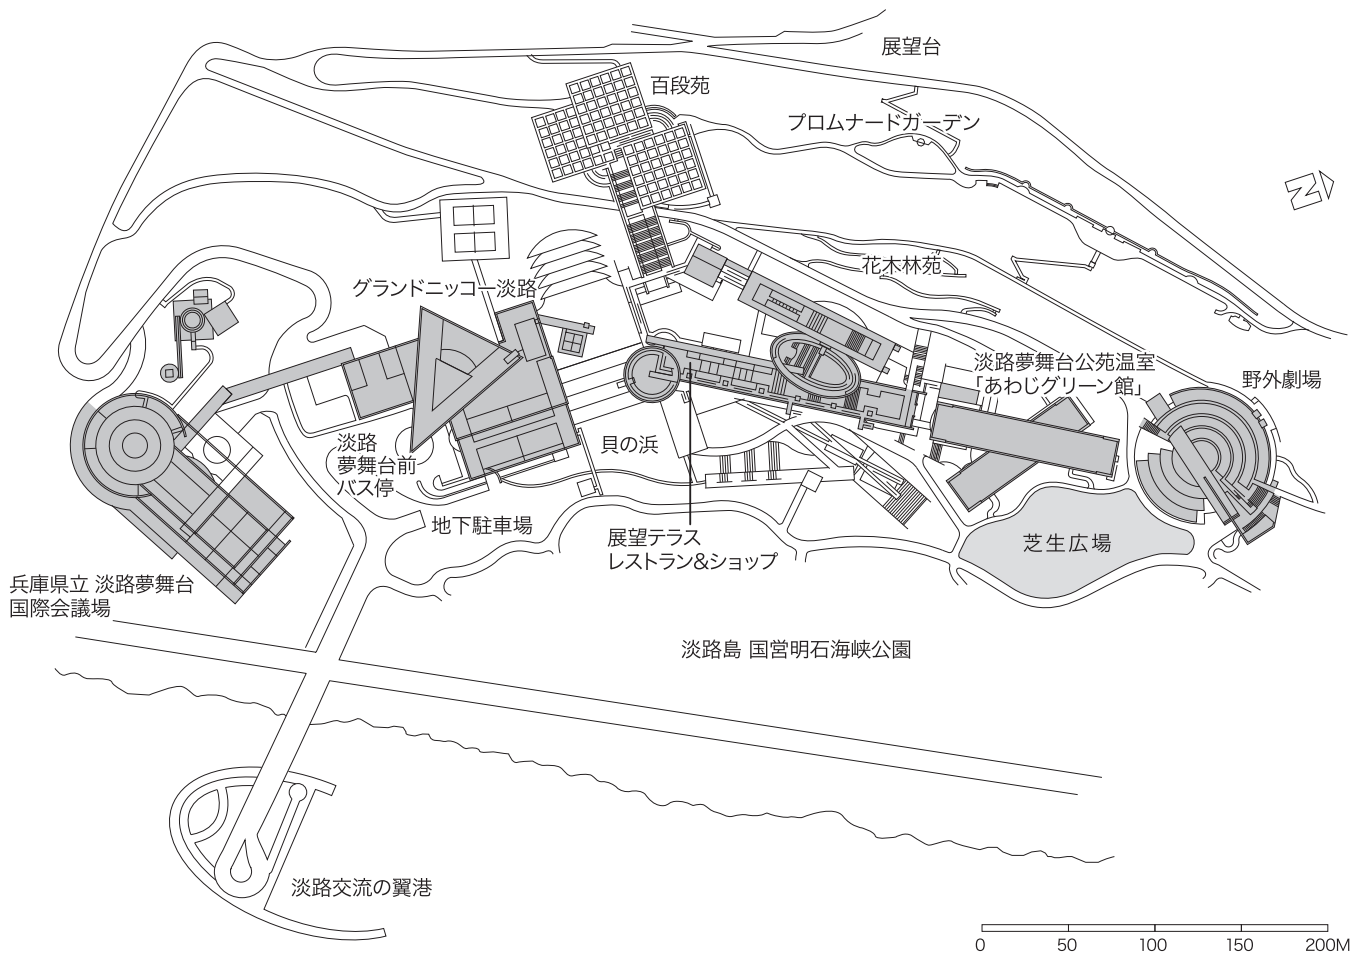 展望台
百段苑
プロムナードガーデン
N
花木林苑
グランドニッコー淡路
淡路夢舞台公苑温室
「あわじグリーン館」
野外劇場
淡路
夢舞台前
バス停
貝の浜
地下駐車場
展望テラス
レストラン&ショップ
芝生広場
兵庫県立 淡路夢舞台
国際会議場
淡路島 国営明石海峡公園
淡路交流の翼港
0 50 100 150 200M